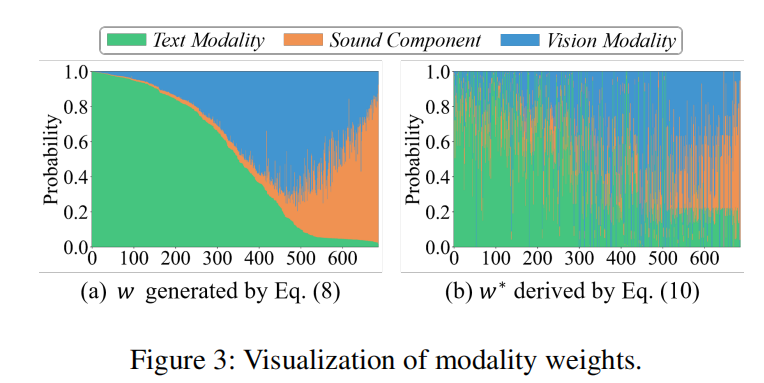 Text Modality Sound Component Vision Modality
1.0 1.0
0.8 0.8
0.6 0.6
0.4 0.4
0.2 0.2
0.0 0.0
Probability Probability
0 100 200 300 400 500 600 0 100 200 300 400 500 600
(a) w generated by Eq. (8) (b) w* derived by Eq. (10)
Figure 3: Visualization of modality weights.